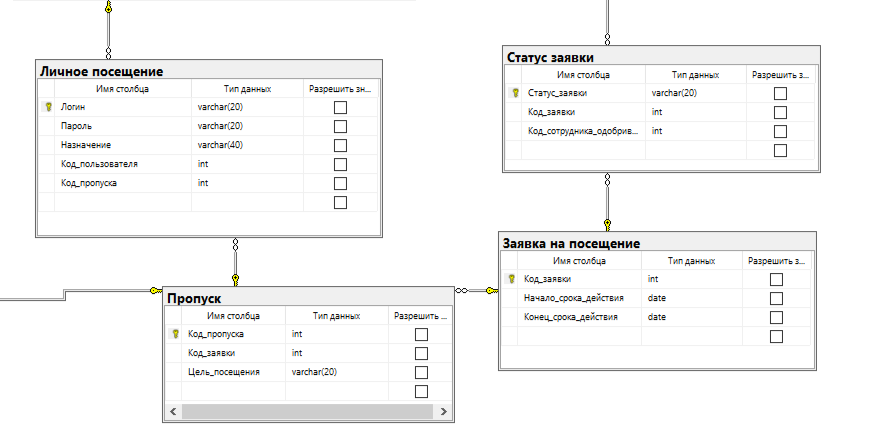 Личное посещение
Имя столбца Тип данных Разрешить зн...
Логин varchar(20)
Пароль varchar(20)
Назначение varchar(40)
Код_пользователя int
Код_пропуска int
Статус заявки
Имя столбца Тип данных Разрешить з...
Статус_заявки varchar(20)
Код_заявки int
Код_сотрудника_одобрив... int
Заявка на посещение
Имя столбца Тип данных Разрешить з...
Код_заявки int
Начало_срока_действия date
Конец_срока_действия date
Пропуск
Имя столбца Тип данных Разрешить ...
Код_пропуска int
Код_заявки int
Цель_посещения varchar(20)